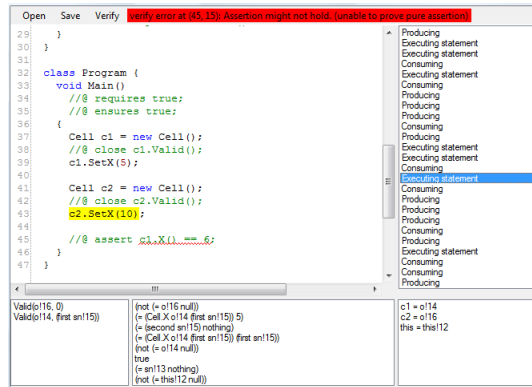 Open Save Verify verify error at (45, 15): Assertion might not hold. (unable to prove pure assertion)
29 }
30 }
31
32 class Program {
33 void Main()
34 //@ requires true;
35 //@ ensures true;
36 {
37 Cell c1 = new Cell();
38 //@ close c1.Valid();
39 c1.SetX(5);
40
41 Cell c2 = new Cell();
42 //@ close c2.Valid();
43 c2.SetX(10);
44
45 //@ assert c1.X() == 6;
46 }
47 }
Producing
Executing statement
Executing statement
Consuming
Executing statement
Consuming
Producing
Producing
Producing
Consuming
Producing
Executing statement
Executing statement
Consuming
Executing statement
Consuming
Producing
Producing
Producing
Consuming
Producing
Executing statement
Consuming
Consuming
Producing
Valid(o!16, 0)
Valid(o!14, (first sn!15))
(not (= o!16 null))
(= (Cell.X o!14 (first sn!15)) 5)
(= (second sn!15) nothing)
(= (Cell.X o!14 (first sn!15)) (first sn!15))
(not (= o!14 null))
true
(= sn!13 nothing)
(not (= this!12 null))
c1 = o!14
c2 = o!16
this = this!12